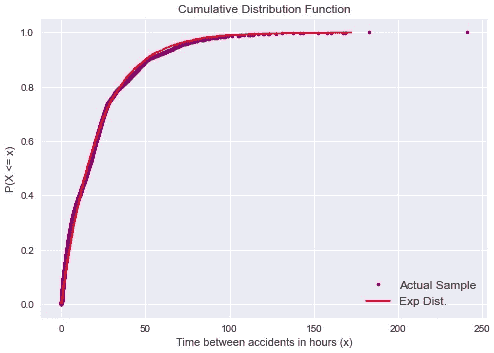 Cumulative Distribution Function
1.0
0.8
0.6
0.4
0.2
0.0
P(X <= x)
Actual Sample
Exp Dist.
0 50 100 150 200 250
Time between accidents in hours (x)